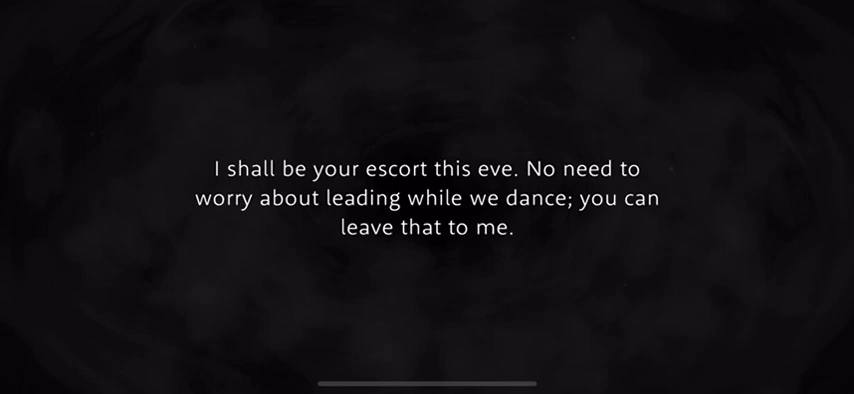 I shall be your escort this eve. No need to
worry about leading while we dance; you can
leave that to me.